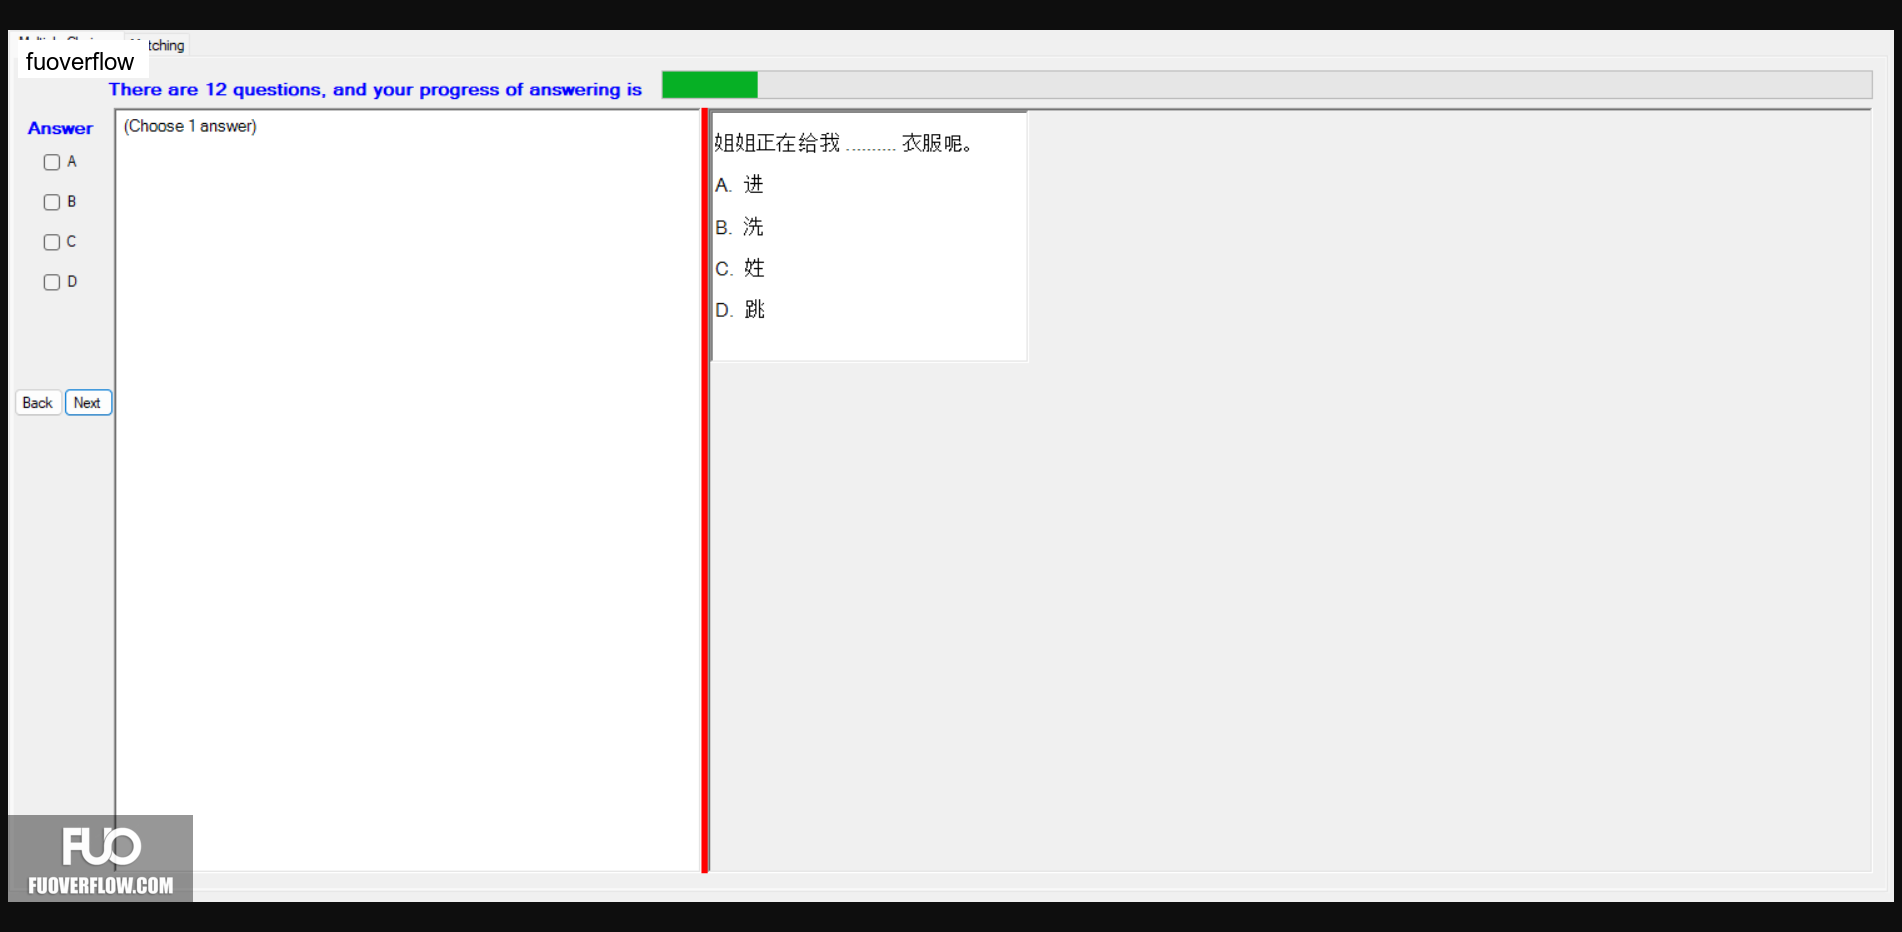 tching
fuoverflow
There are 12 questions, and your progress of answering is
Answer
(Choose 1 answer)
A
B
C
D
Back
Next
姐姐正在给我 .......... 衣服呢。
A. 进
B. 洗
C. 姓
D. 跳
FUO
FUOVERFLOW.COM